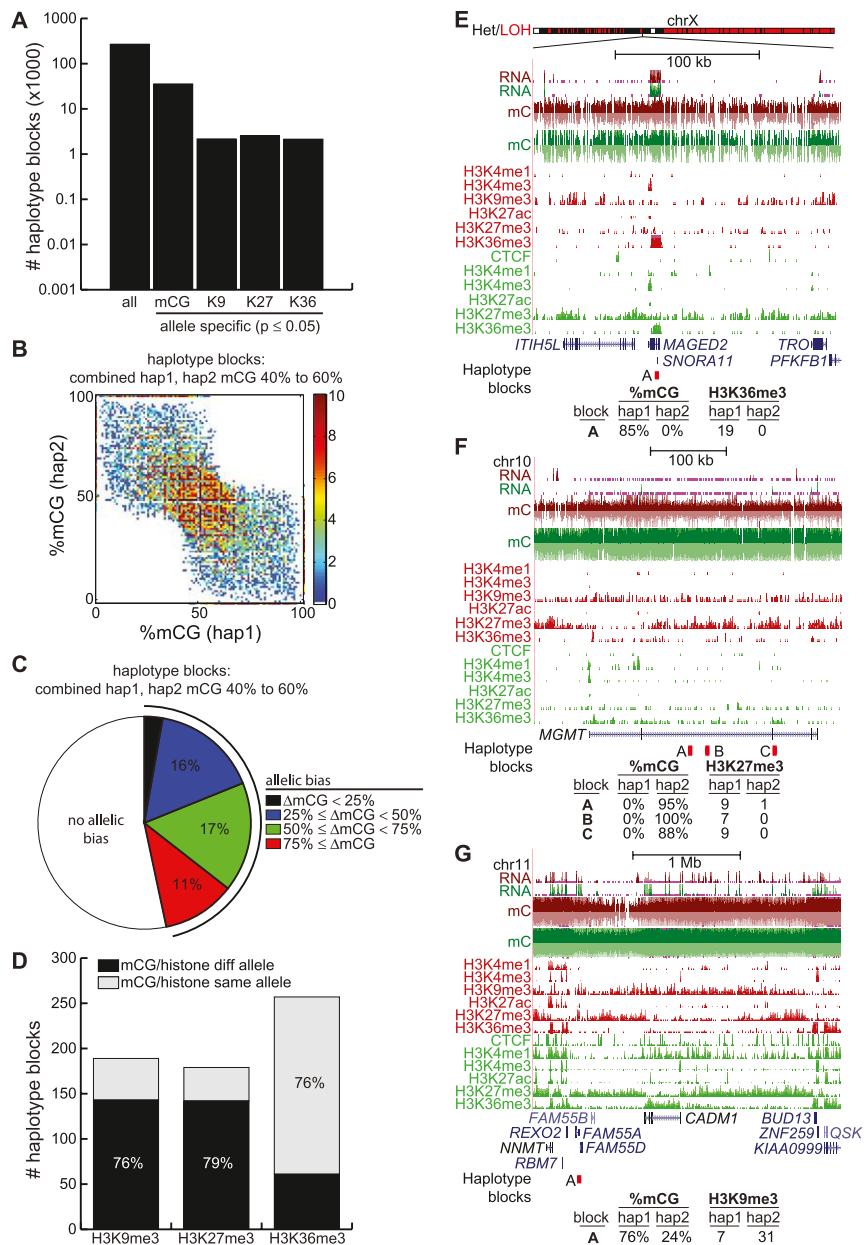 A
1000
100
10
1
0.1
0.01
0.001
# haplotype blocks (x1000)
all
mCG
K9
K27
K36
allele specific (p ≤ 0.05)
B
haplotype blocks:
combined hap1, hap2 mCG 40% to 60%
100
50
0
%mCG (hap2)
0
50
100
%mCG (hap1)
10
8
6
4
2
0
C
haplotype blocks:
combined hap1, hap2 mCG 40% to 60%
no allelic
bias
16%
17%
11%
allelic bias
ΔmCG < 25%
25% ≤ ΔmCG < 50%
50% ≤ ΔmCG < 75%
75% ≤ ΔmCG
D
300
250
200
150
100
50
0
# haplotype blocks
mCG/histone diff allele
mCG/histone same allele
76%
79%
76%
H3K9me3
H3K27me3
H3K36me3
E
chrX
Het/LOH
100 kb
RNA
RNA
mC
mC
H3K4me1
H3K4me3
H3K9me3
H3K27ac
H3K27me3
H3K36me3
CTCF
H3K4me1
H3K4me3
H3K27ac
H3K27me3
H3K36me3
ITIH5L
MAGED2
TRO
SNORA11
PFKFB1
Haplotype
blocks
A
%mCG H3K36me3
block hap1 hap2 hap1 hap2
A 85% 0% 19 0
F
100 kb
chr10
RNA
RNA
mC
mC
H3K4me1
H3K4me3
H3K9me3
H3K27ac
H3K27me3
H3K36me3
CTCF
H3K4me1
H3K4me3
H3K27ac
H3K27me3
H3K36me3
MGMT
Haplotype
blocks
A B C
%mCG H3K27me3
block hap1 hap2 hap1 hap2
A 0% 95% 9 1
B 0% 100% 7 0
C 0% 88% 9 0
G
1 Mb
chr11
RNA
RNA
mC
mC
H3K4me1
H3K4me3
H3K9me3
H3K27ac
H3K27me3
H3K36me3
CTCF
H3K4me1
H3K4me3
H3K27ac
H3K27me3
H3K36me3
FAM55B CADM1 BUD13
REXO2 FAM55A ZNF259 QSK
NNMT FAM55D KIAA0999
RBM7
Haplotype
blocks
A
%mCG H3K9me3
block hap1 hap2 hap1 hap2
A 76% 24% 7 31